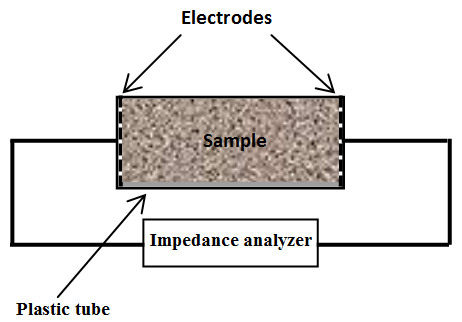 Electrodes
Sample
Impedance analyzer
Plastic tube